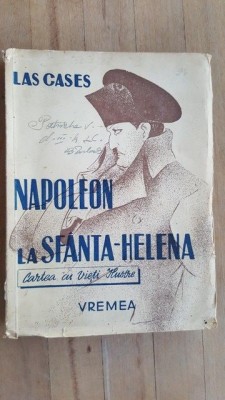 LAS CASES
NAPOLEON
LA SFANTA-HELENA
Cartea cu Vieți Ilustre
VREMEA